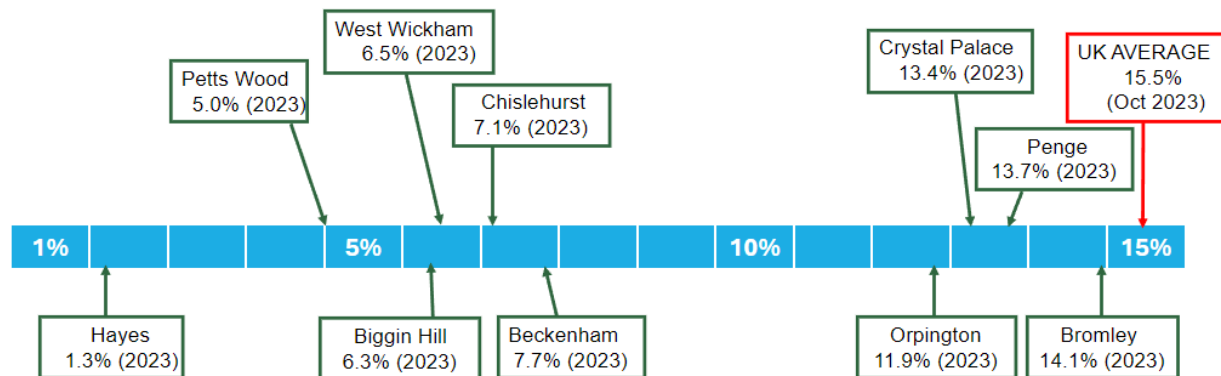 West Wickham
6.5% (2023)
Crystal Palace
13.4% (2023)
UK AVERAGE
15.5%
(Oct 2023)
Petts Wood
5.0% (2023)
Chislehurst
7.1% (2023)
Penge
13.7% (2023)
1%
5%
10%
15%
Hayes
1.3% (2023)
Biggin Hill
6.3% (2023)
Beckenham
7.7% (2023)
Orpington
11.9% (2023)
Bromley
14.1% (2023)